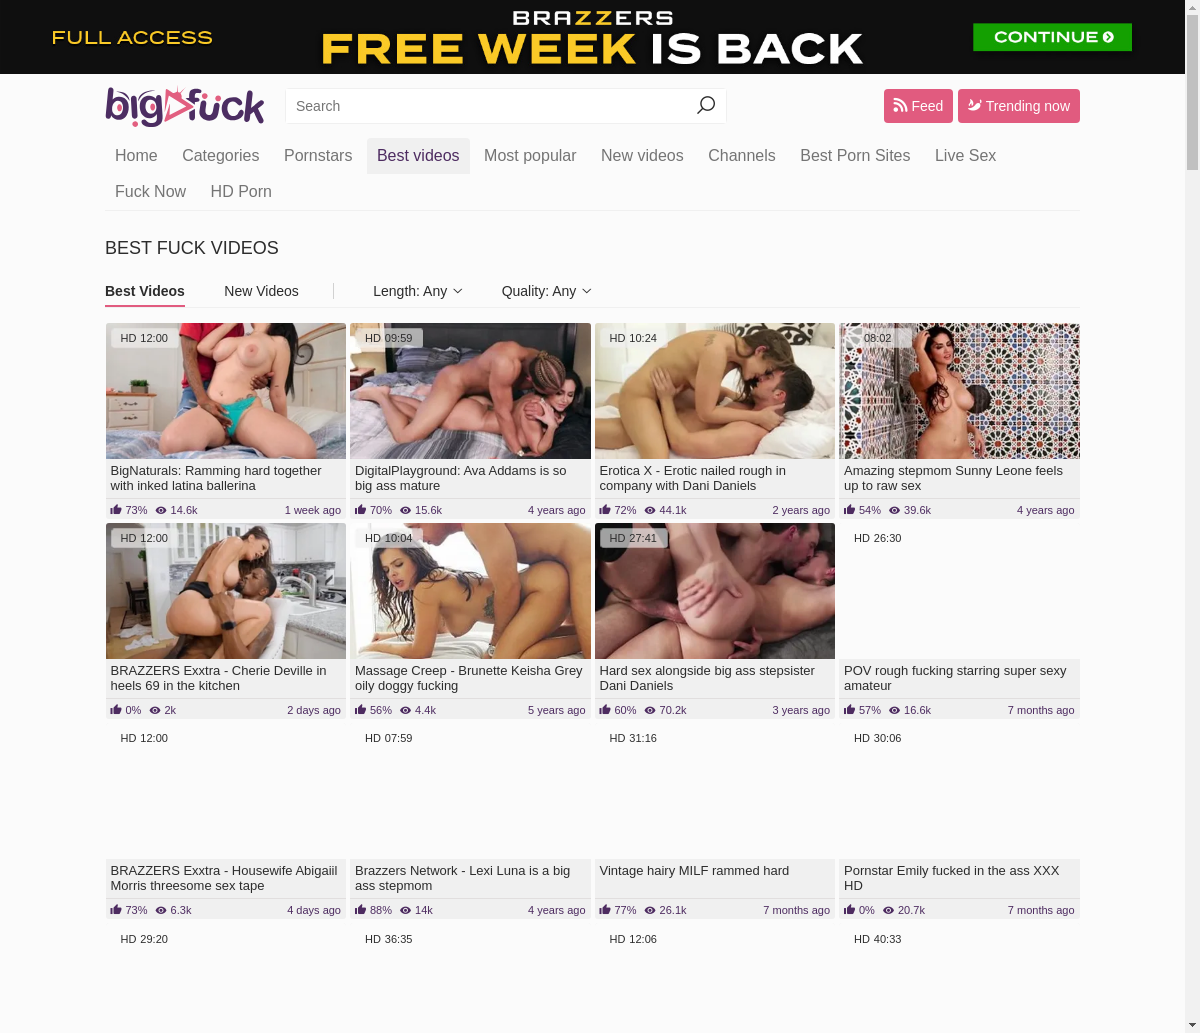 FULL ACCESS
BRAZZERS
FREE WEEK IS BACK
CONTINUE
big fuck
Search
Feed
Trending now
Home Categories Pornstars Best videos Most popular New videos Channels Best Porn Sites Live Sex
Fuck Now HD Porn
BEST FUCK VIDEOS
Best Videos New Videos Length: Any Quality: Any
HD 12:00
HD 09:59
HD 10:24
08:02
BigNaturals: Ramming hard together
with inked latina ballerina
73% 14.6k 1 week ago
DigitalPlayground: Ava Addams is so
big ass mature
70% 15.6k 4 years ago
Erotica X - Erotic nailed rough in
company with Dani Daniels
72% 44.1k 2 years ago
Amazing stepmom Sunny Leone feels
up to raw sex
54% 39.6k 4 years ago
HD 12:00
HD 10:04
HD 27:41
HD 26:30
BRAZZERS Exxtra - Cherie Deville in
heels 69 in the kitchen
0% 2k 2 days ago
Massage Creep - Brunette Keisha Grey
oily doggy fucking
56% 4.4k 5 years ago
Hard sex alongside big ass stepsister
Dani Daniels
60% 70.2k 3 years ago
POV rough fucking starring super sexy
amateur
57% 16.6k 7 months ago
HD 12:00
HD 07:59
HD 31:16
HD 30:06
BRAZZERS Exxtra - Housewife Abigaiil
Morris threesome sex tape
73% 6.3k 4 days ago
Brazzers Network - Lexi Luna is a big
ass stepmom
88% 14k 4 years ago
Vintage hairy MILF rammed hard
77% 26.1k 7 months ago
Pornstar Emily fucked in the ass XXX
HD
0% 20.7k 7 months ago
HD 29:20
HD 36:35
HD 12:06
HD 40:33